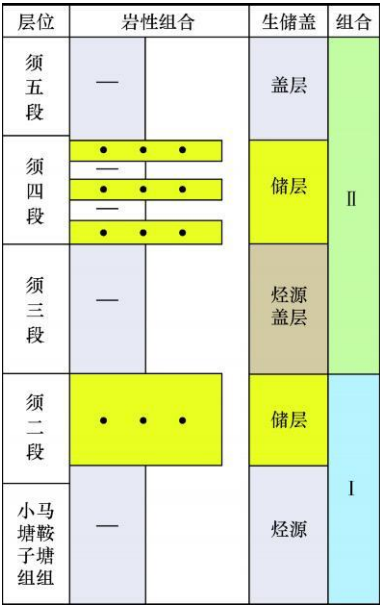 层位 岩性组合 生储盖 组合
须五段
盖层
须四段
储层
Ⅱ
须三段
烃源
盖层
须二段
储层
Ⅰ
小塘子组
马鞍塘组
烃源